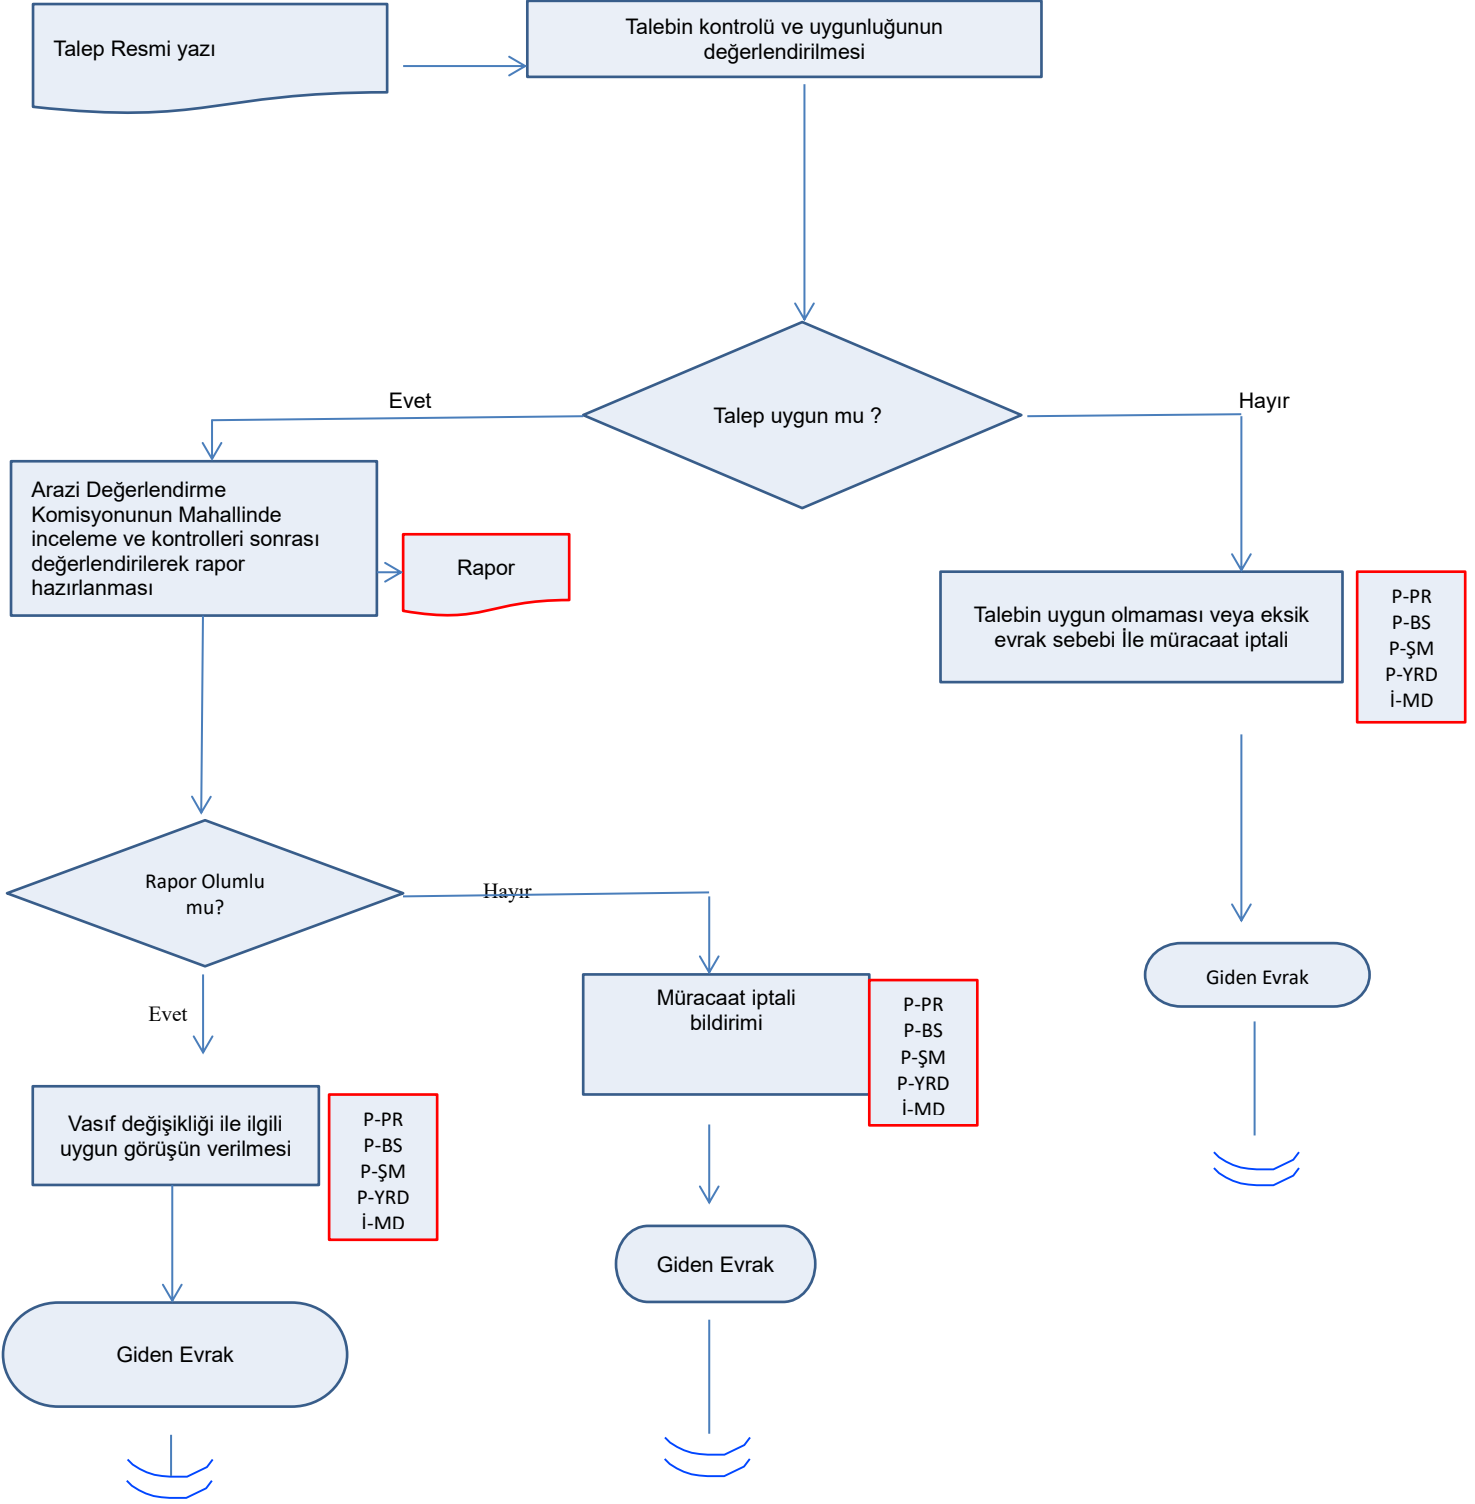 Talep Resmi yazı
Talebin kontrolü ve uygunluğunun
değerlendirilmesi
Talep uygun mu ?
Evet
Hayır
Arazi Değerlendirme
Komisyonunun Mahallinde
inceleme ve kontrolleri sonrası
değerlendirilerek rapor
hazırlanması
Rapor
Talebin uygun olmaması veya eksik
evrak sebebi İle müracaat iptali
P-PR
P-BS
P-ŞM
P-YRD
İ-MD
Rapor Olumlu
mu?
Hayır
Evet
Giden Evrak
Müracaat iptali
bildirimi
P-PR
P-BS
P-ŞM
P-YRD
İ-MD
Vasıf değişikliği ile ilgili
uygun görüşün verilmesi
P-PR
P-BS
P-ŞM
P-YRD
İ-MD
Giden Evrak
Giden Evrak